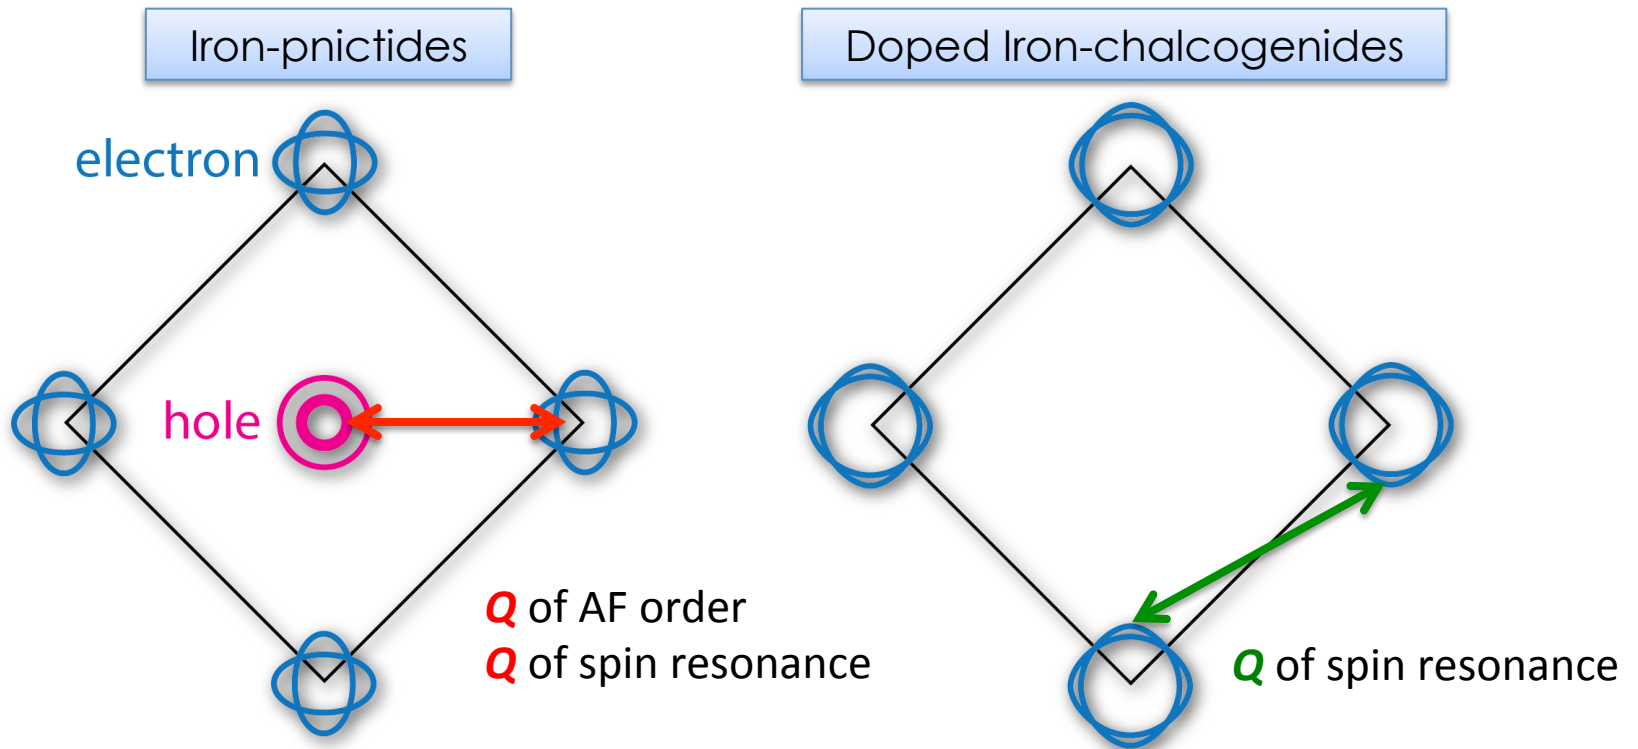 Iron-pnictides
Doped Iron-chalcogenides
electron
hole
Q of AF order
Q of spin resonance
Q of spin resonance